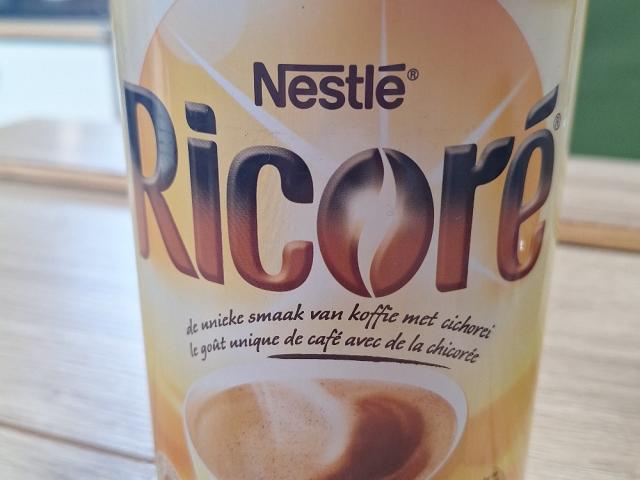 Nestlé®
Ricoré®
de unieke smaak van koffie met cichorei
le goût unique de café avec de la chicorée